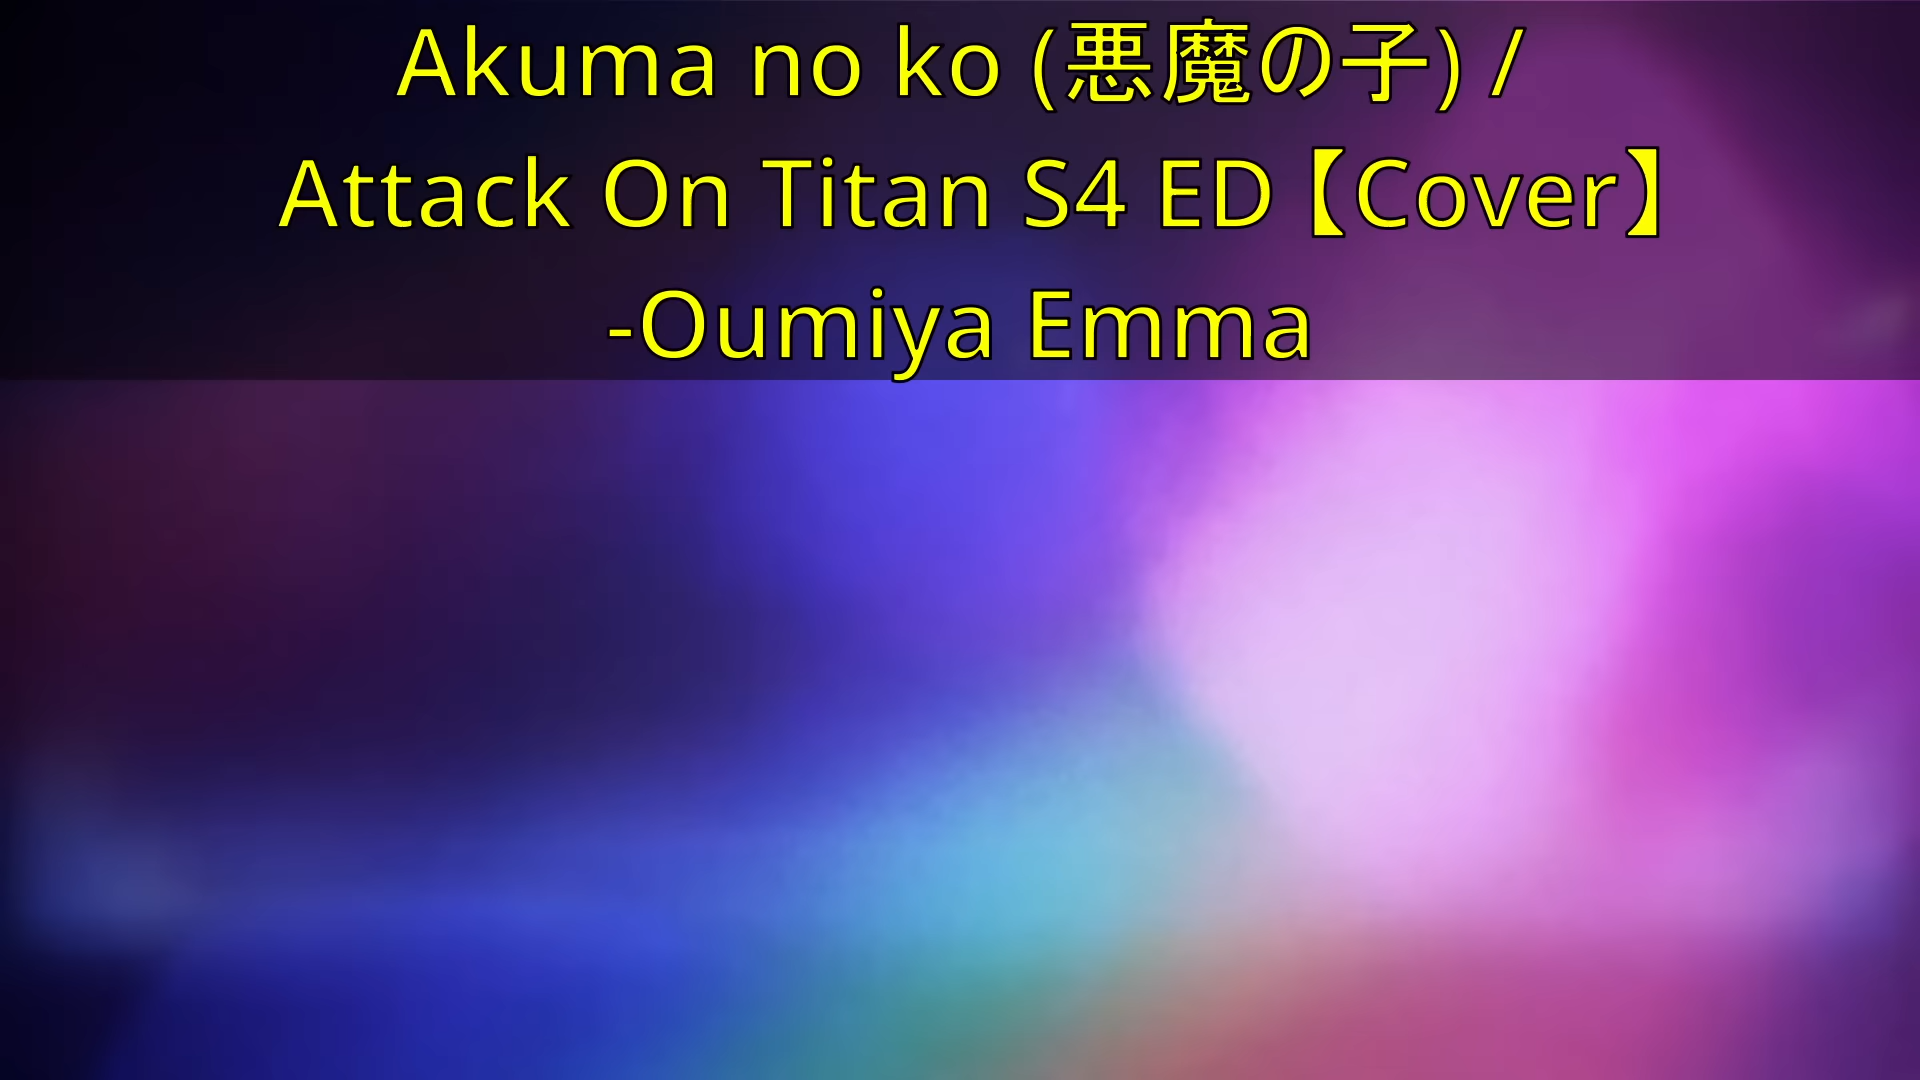 Akuma no ko (悪魔の子) /
Attack On Titan S4 ED【Cover】
-Oumiya Emma